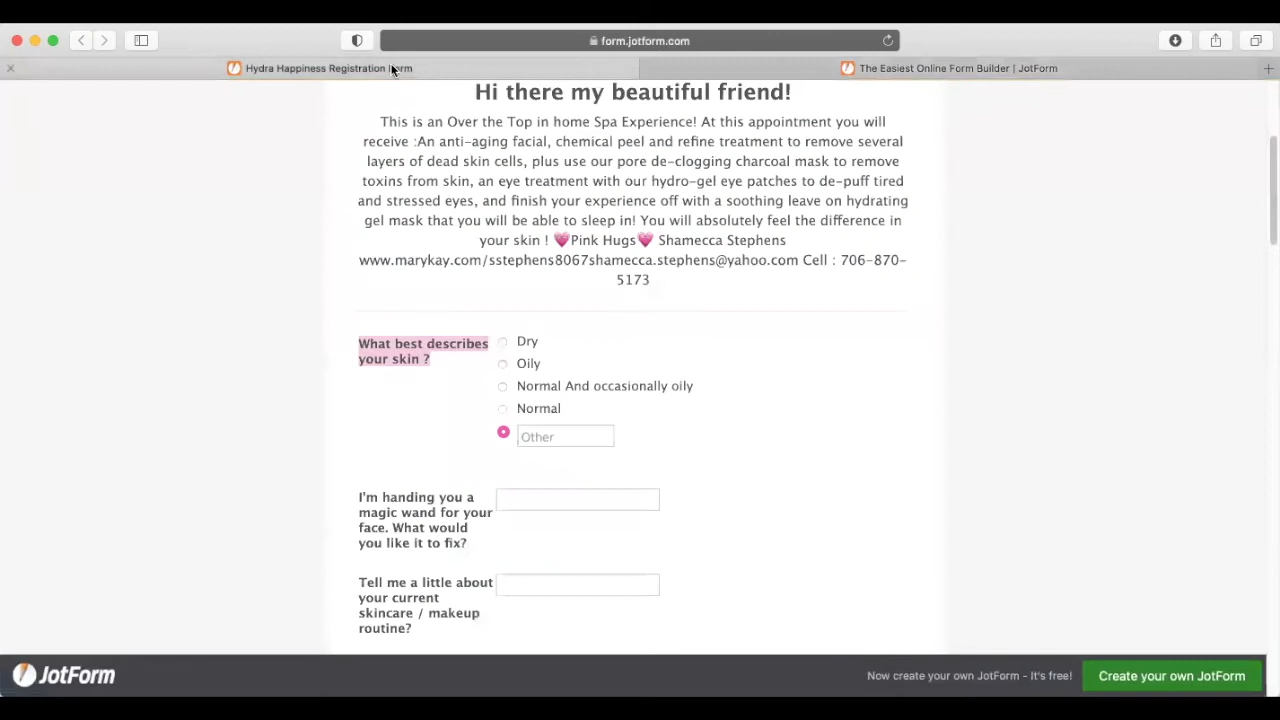 form.jotform.com
Hydra Happiness Registration Form
The Easiest Online Form Builder | JotForm
Hi there my beautiful friend!
This is an Over the Top in home Spa Experience! At this appointment you will
receive :An anti-aging facial, chemical peel and refine treatment to remove several
layers of dead skin cells, plus use our pore de-clogging charcoal mask to remove
toxins from skin, an eye treatment with our hydro-gel eye patches to de-puff tired
and stressed eyes, and finish your experience off with a soothing leave on hydrating
gel mask that you will be able to sleep in! You will absolutely feel the difference in
your skin ! 💗Pink Hugs💗 Shamecca Stephens
www.marykay.com/sstephens8067shamecca.stephens@yahoo.com Cell : 706-870-
5173
What best describes
your skin ?
Dry
Oily
Normal And occasionally oily
Normal
Other
I'm handing you a
magic wand for your
face. What would
you like it to fix?
Tell me a little about
your current
skincare / makeup
routine?
JotForm
Now create your own JotForm - It's free!
Create your own JotForm